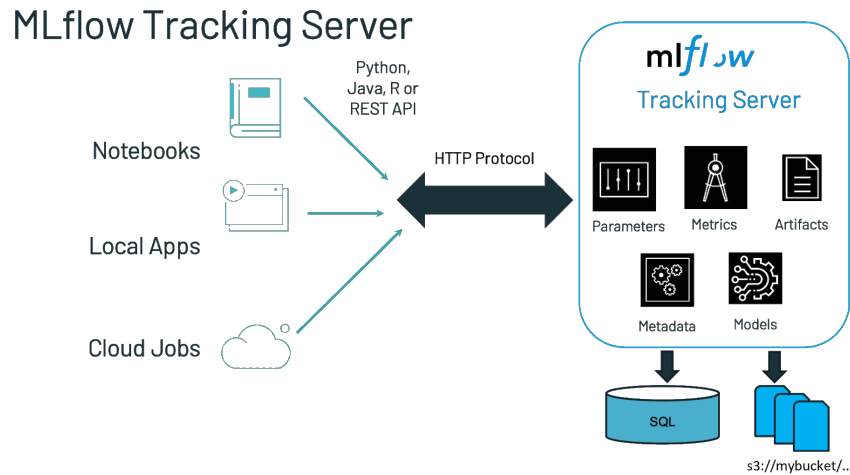 MLflow Tracking Server
Python,
Java, R or
REST API
Notebooks
Local Apps
Cloud Jobs
HTTP Protocol
mlflow
Tracking Server
Parameters
Metrics
Artifacts
Metadata
Models
SQL
s3://mybucket/..